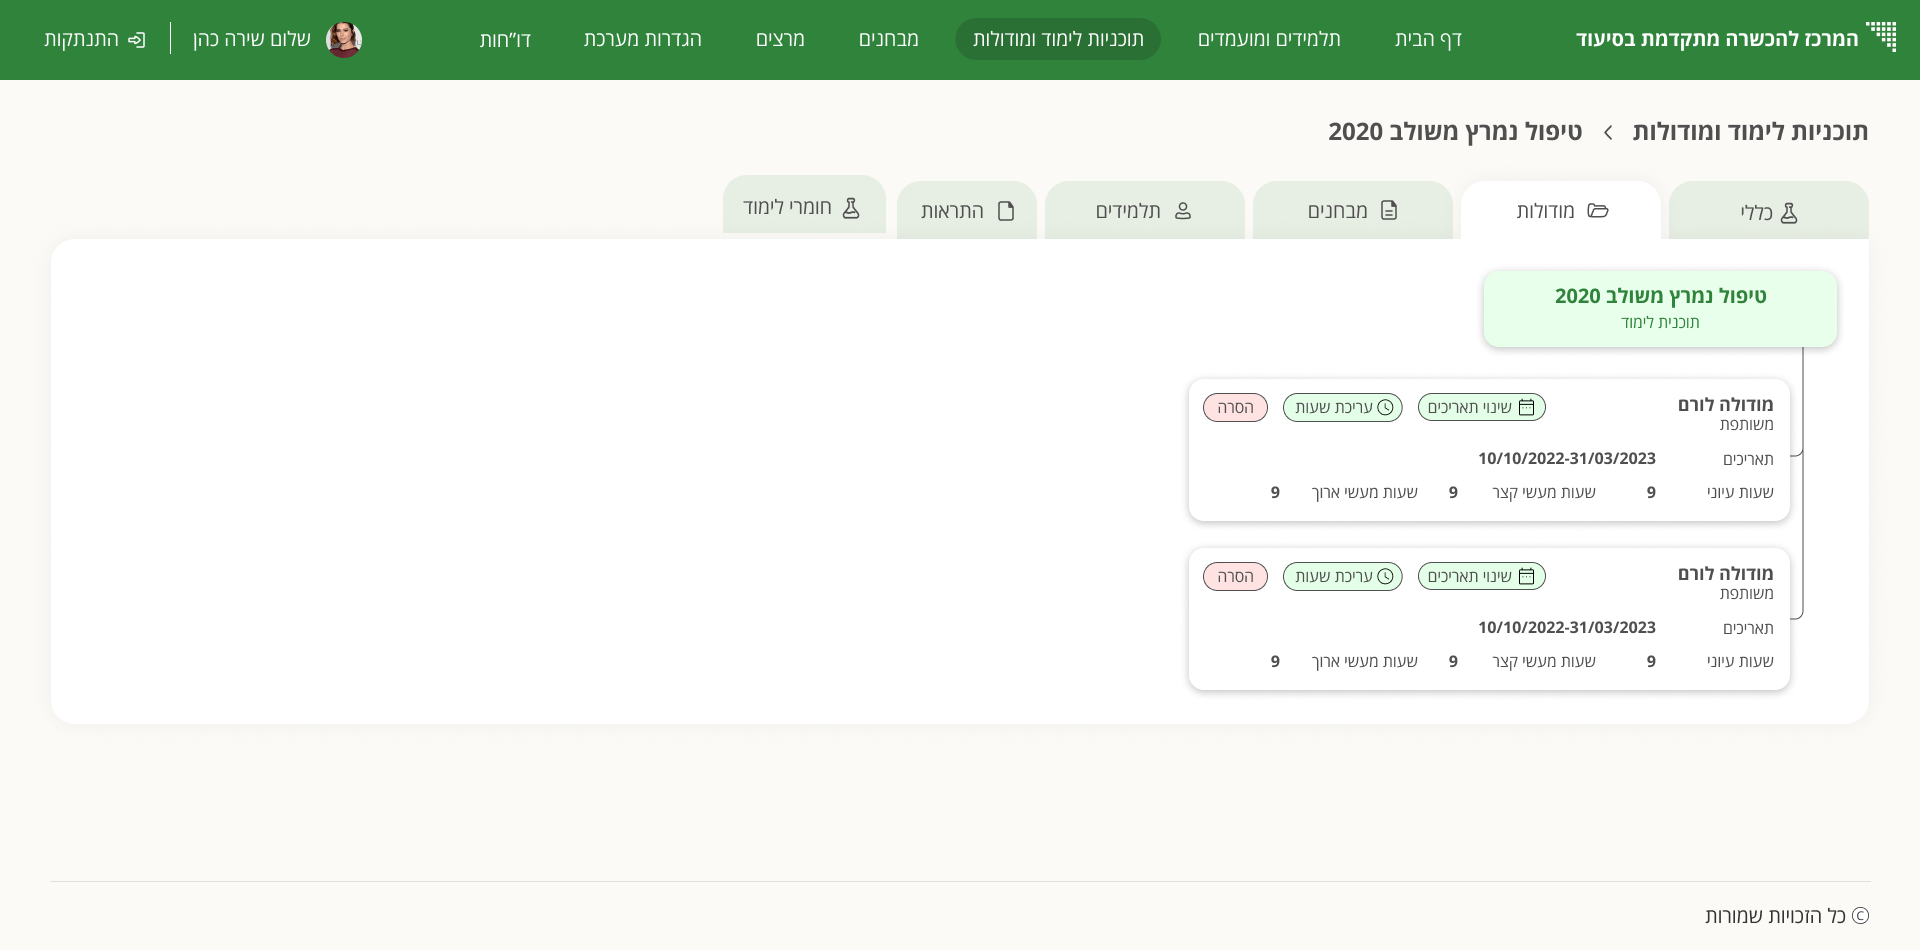 המרכז להכשרה מתקדמת בסיעוד
דף הבית
תלמידים ומועמדים
תוכניות לימוד ומודולות
מבחנים
מרצים
הגדרות מערכת
דו”חות
שלום שירה כהן
התנתקות
תוכניות לימוד ומודולות > טיפול נמרץ משולב 2020
כללי
מודולות
מבחנים
תלמידים
התראות
חומרי לימוד
טיפול נמרץ משולב 2020
תוכנית לימוד
מודולה לורם
שינוי תאריכים
עריכת שעות
הסרה
משותפת
תאריכים 10/10/2022-31/03/2023
שעות עיוני 9 שעות מעשי קצר 9 שעות מעשי ארוך 9
מודולה לורם
שינוי תאריכים
עריכת שעות
הסרה
משותפת
תאריכים 10/10/2022-31/03/2023
שעות עיוני 9 שעות מעשי קצר 9 שעות מעשי ארוך 9
© כל הזכויות שמורות